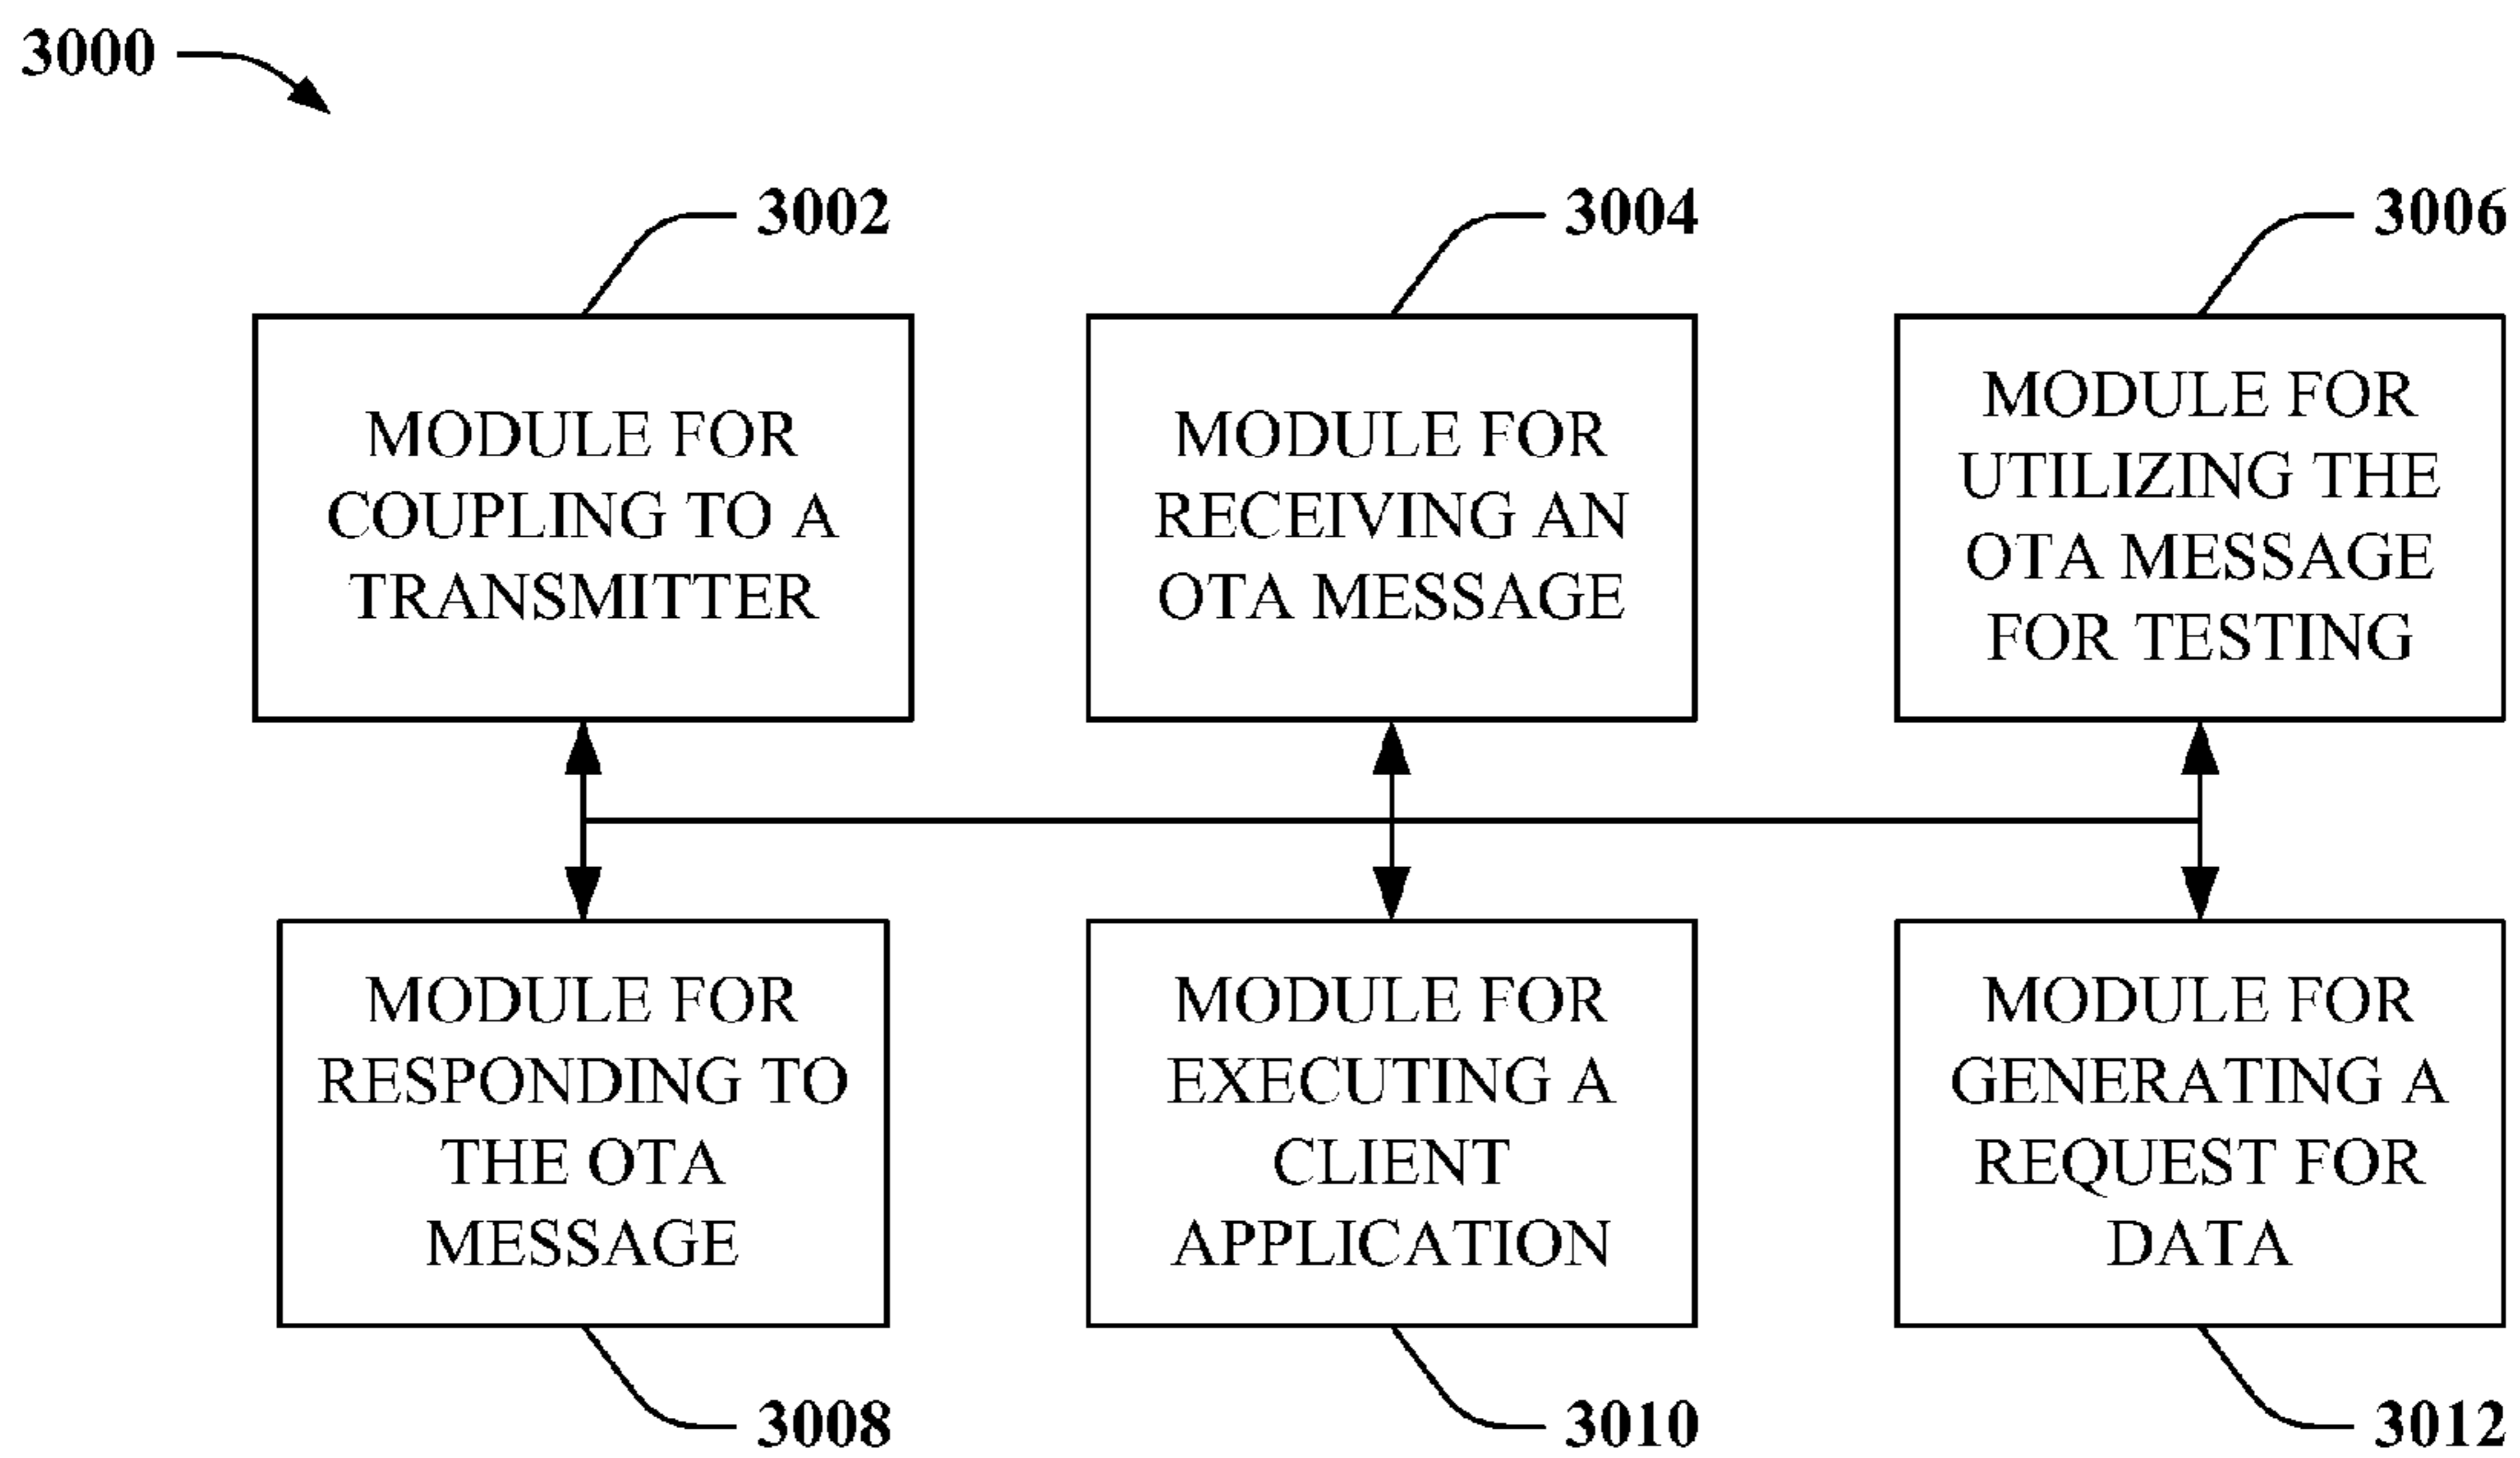 3000
3002
3004
3006
MODULE FOR
COUPLING TO A
TRANSMITTER
MODULE FOR
RECEIVING AN
OTA MESSAGE
MODULE FOR
UTILIZING THE
OTA MESSAGE
FOR TESTING
MODULE FOR
RESPONDING TO
THE OTA
MESSAGE
MODULE FOR
EXECUTING A
CLIENT
APPLICATION
MODULE FOR
GENERATING A
REQUEST FOR
DATA
3008
3010
3012